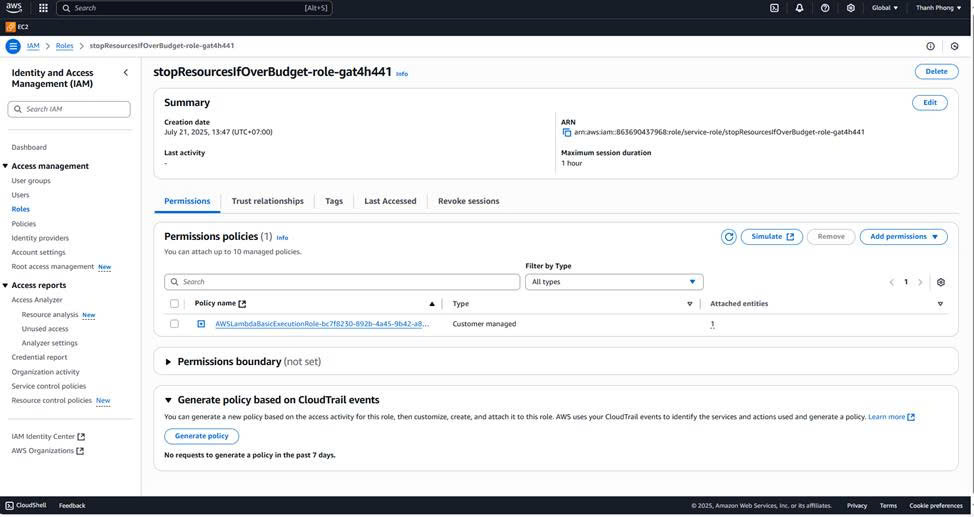 aws
Search [Alt+S] Global Thanh Phong
EC2
IAM > Roles > stopResourcesIfOverBudget-role-gat4h441
Identity and Access Management (IAM)
Search IAM
Dashboard
Access management
User groups
Users
Roles
Policies
Identity providers
Account settings
Root access management New
Access reports
Access Analyzer
Resource analysis New
Unused access
Analyzer settings
Credential report
Organization activity
Service control policies
Resource control policies New
IAM Identity Center
AWS Organizations
stopResourcesIfOverBudget-role-gat4h441 Info
Delete
Summary
Edit
Creation date
July 21, 2025, 13:47 (UTC+07:00)
ARN
arn:aws:iam::863690437968:role/service-role/stopResourcesIfOverBudget-role-gat4h441
Last activity
-
Maximum session duration
1 hour
Permissions Trust relationships Tags Last Accessed Revoke sessions
Permissions policies (1) Info
Simulate Remove Add permissions
You can attach up to 10 managed policies.
Filter by Type
Search All types 1
Policy name Type Attached entities
AWSLambdaBasicExecutionRole-bc7f8230-892b-4a45-9b42-a8... Customer managed 1
Permissions boundary (not set)
Generate policy based on CloudTrail events
You can generate a new policy based on the access activity for this role, then customize, create, and attach it to this role. AWS uses your CloudTrail events to identify the services and actions used and generate a policy. Learn more
Generate policy
No requests to generate a policy in the past 7 days.
CloudShell Feedback © 2025, Amazon Web Services, Inc. or its affiliates. Privacy Terms Cookie preferences